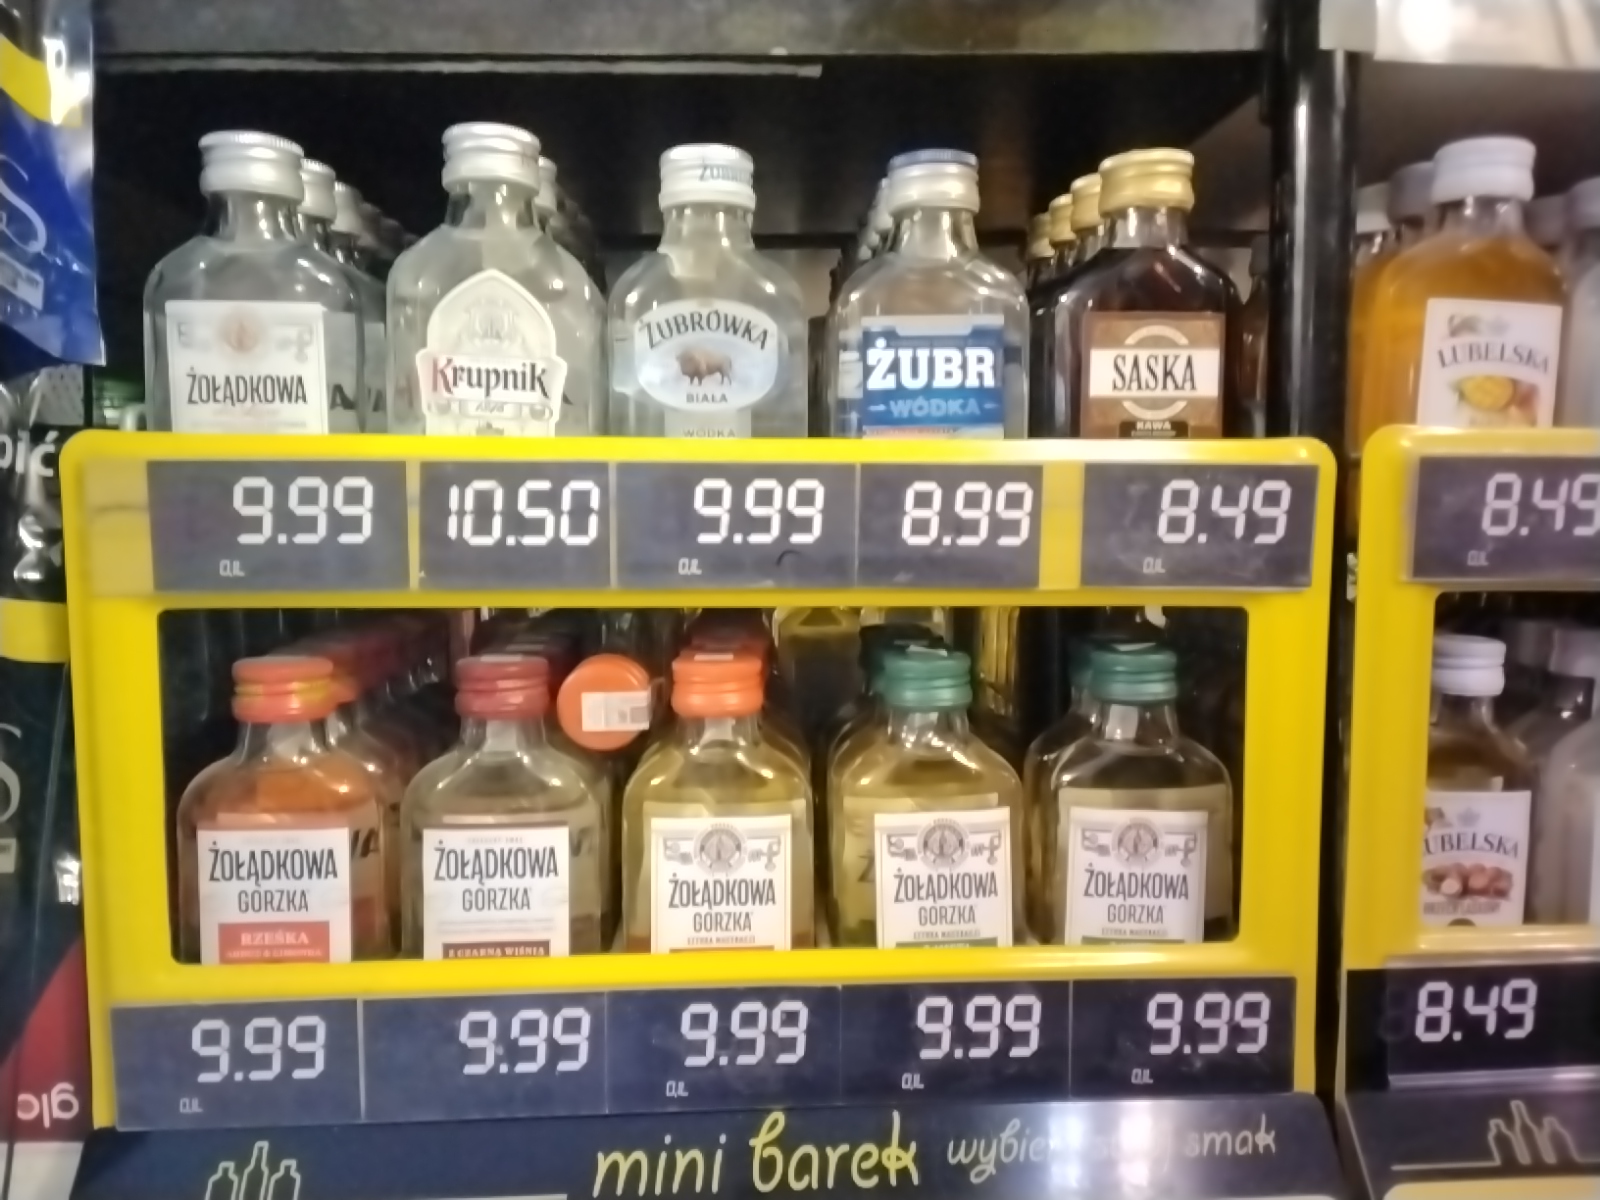 ŻOŁĄDKOWA
Krupnik
ŻUBRÓWKA
BIAŁA
WÓDKA
ŻUBR
WÓDKA
SASKA
KAWA
LUBELSKA
9.99
0,1L
10.50
9.99
0,1L
8.99
8.49
0,1L
8.49
0,1L
ŻOŁĄDKOWA
GORZKA
RZEŚKA
ŻOŁĄDKOWA
GORZKA
Z CZARNĄ WIŚNIĄ
ŻOŁĄDKOWA
GORZKA
ŻOŁĄDKOWA
GORZKA
ŻOŁĄDKOWA
GORZKA
UBELSKA
9.99
0,1L
9.99
9.99
0,1L
9.99
0,1L
9.99
0,1L
8.49
mini barek
smak